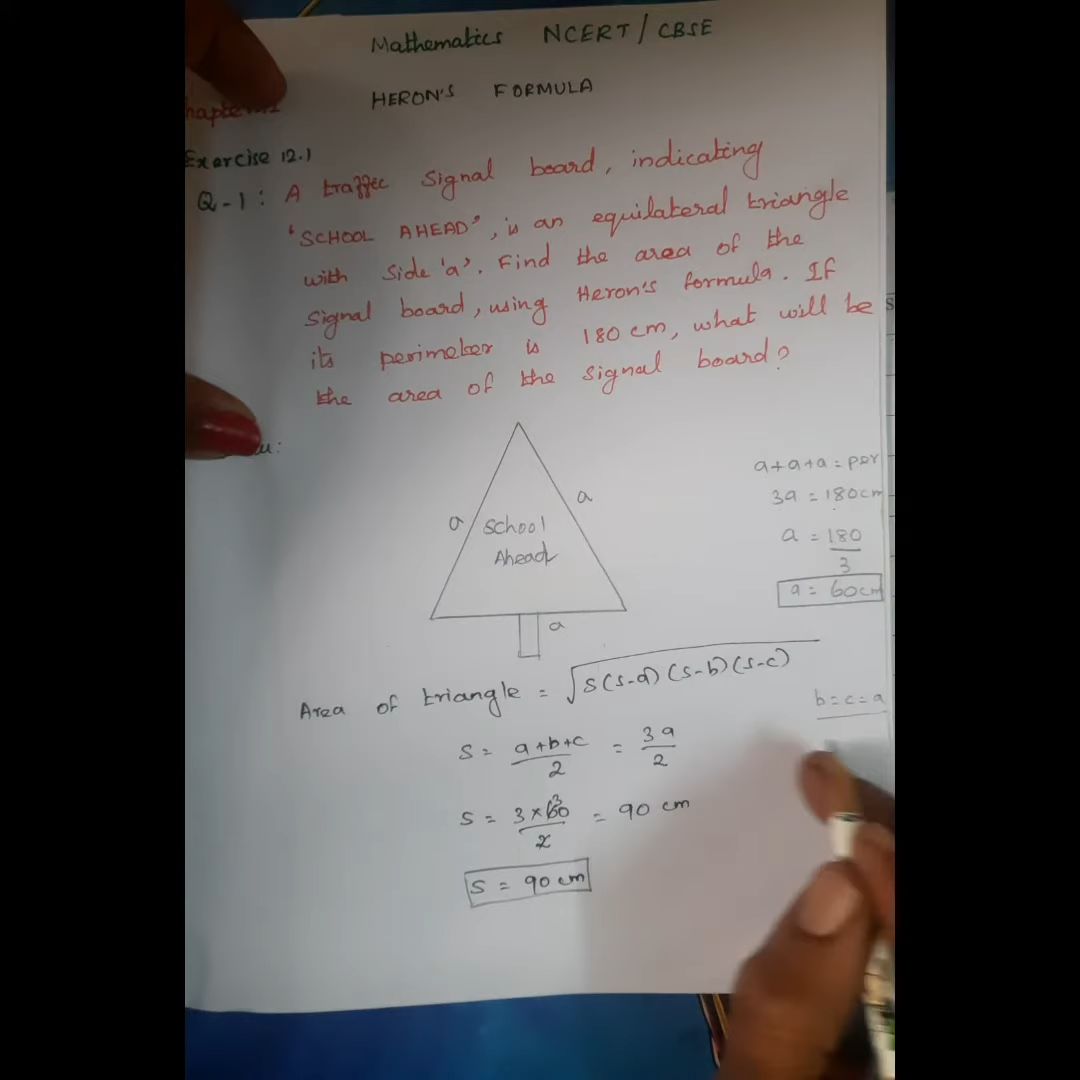 Mathematics NCERT/CBSE
HERON'S FORMULA
Exercise 12.1
Q-1: A traffic signal board, indicating
'SCHOOL AHEAD', is an equilateral triangle
with side 'a'. Find the area of the
signal board, using Heron's formula. If
its perimeter is 180 cm, what will be
the area of the signal board?
a+a+a = per
3a = 180cm
a = 180/3
a = 60cm
a
a
School
Ahead
a
Area of triangle = √s(s-a)(s-b)(s-c)
b=c=a
S = a+b+c/2 = 3a/2
S = 3×60/2 = 90 cm
S = 90 cm